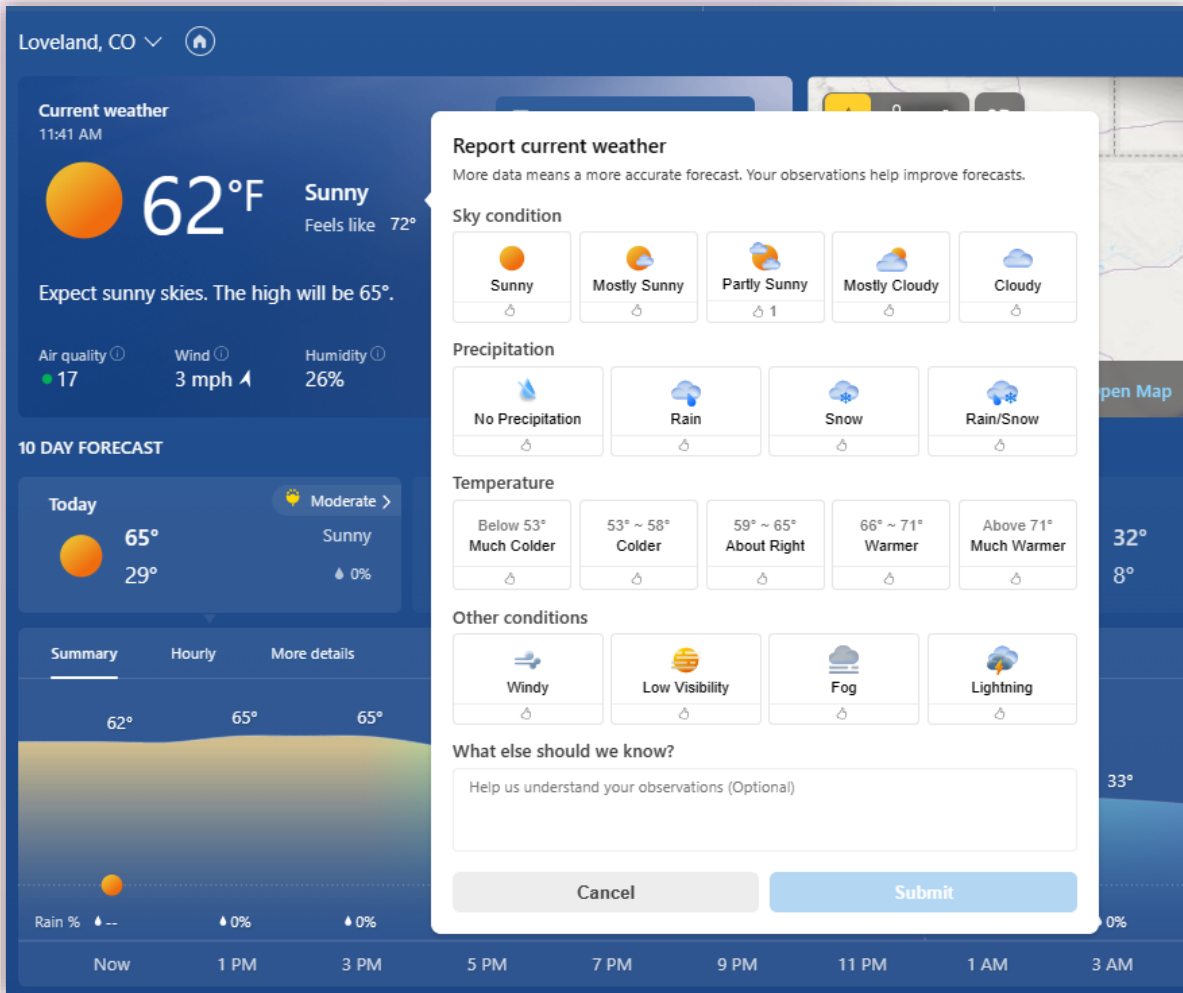 Loveland, CO
Current weather
11:41 AM
62°F
Sunny
Feels like 72°
Expect sunny skies. The high will be 65°.
Air quality
17
Wind
3 mph
Humidity
26%
Report current weather
More data means a more accurate forecast. Your observations help improve forecasts.
Sky condition
Sunny
Mostly Sunny
Partly Sunny
1
Mostly Cloudy
Cloudy
Precipitation
No Precipitation
Rain
Snow
Rain/Snow
Temperature
Below 53°
Much Colder
53° ~ 58°
Colder
59° ~ 65°
About Right
66° ~ 71°
Warmer
Above 71°
Much Warmer
Other conditions
Windy
Low Visibility
Fog
Lightning
What else should we know?
Help us understand your observations (Optional)
Cancel
Submit
pen Map
10 DAY FORECAST
Today
Moderate
65°
Sunny
29°
0%
32°
8°
Summary
Hourly
More details
62°
65°
65°
33°
Rain % --
0%
0%
0%
Now
1 PM
3 PM
5 PM
7 PM
9 PM
11 PM
1 AM
3 AM